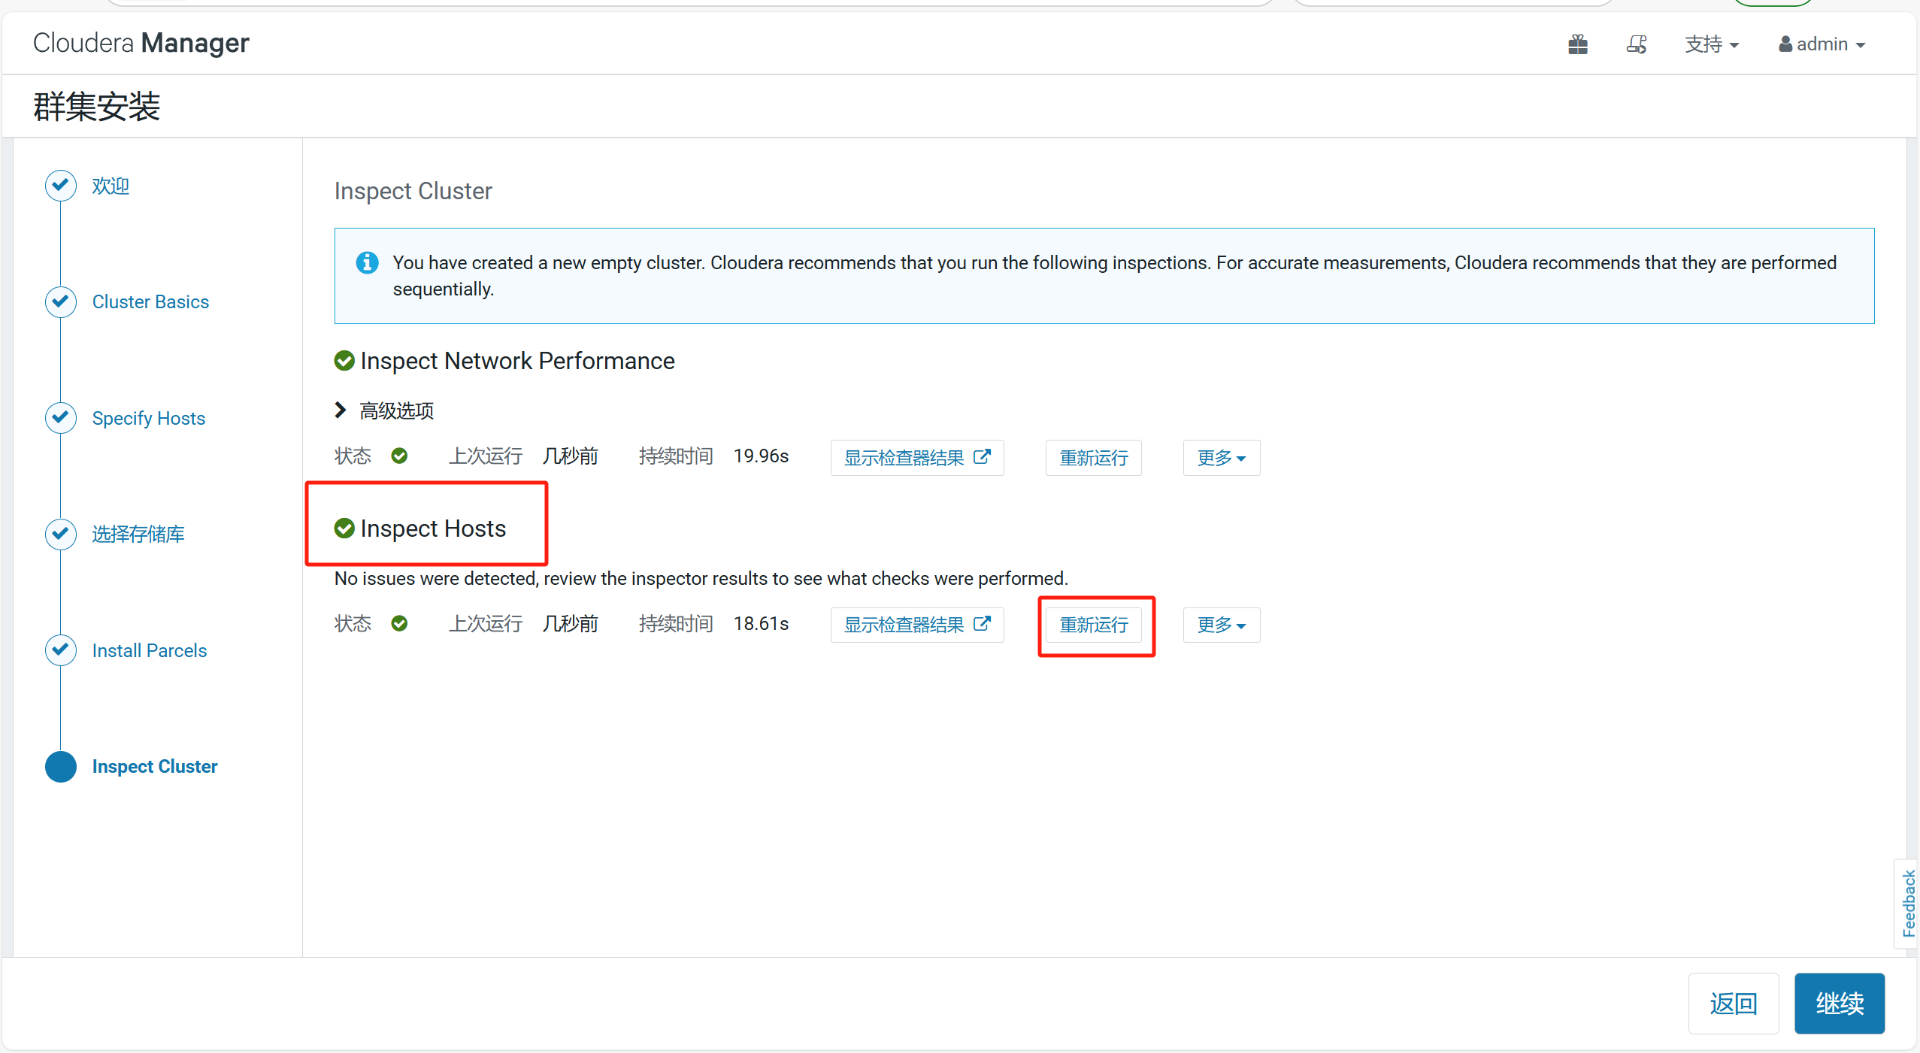 Cloudera Manager
支持
admin
群集安装
欢迎
Cluster Basics
Specify Hosts
选择存储库
Install Parcels
Inspect Cluster
Inspect Cluster
You have created a new empty cluster. Cloudera recommends that you run the following inspections. For accurate measurements, Cloudera recommends that they are performed
sequentially.
Inspect Network Performance
高级选项
状态 上次运行 几秒前 持续时间 19.96s 显示检查器结果 重新运行 更多
Inspect Hosts
No issues were detected, review the inspector results to see what checks were performed.
状态 上次运行 几秒前 持续时间 18.61s 显示检查器结果 重新运行 更多
Feedback
返回 继续